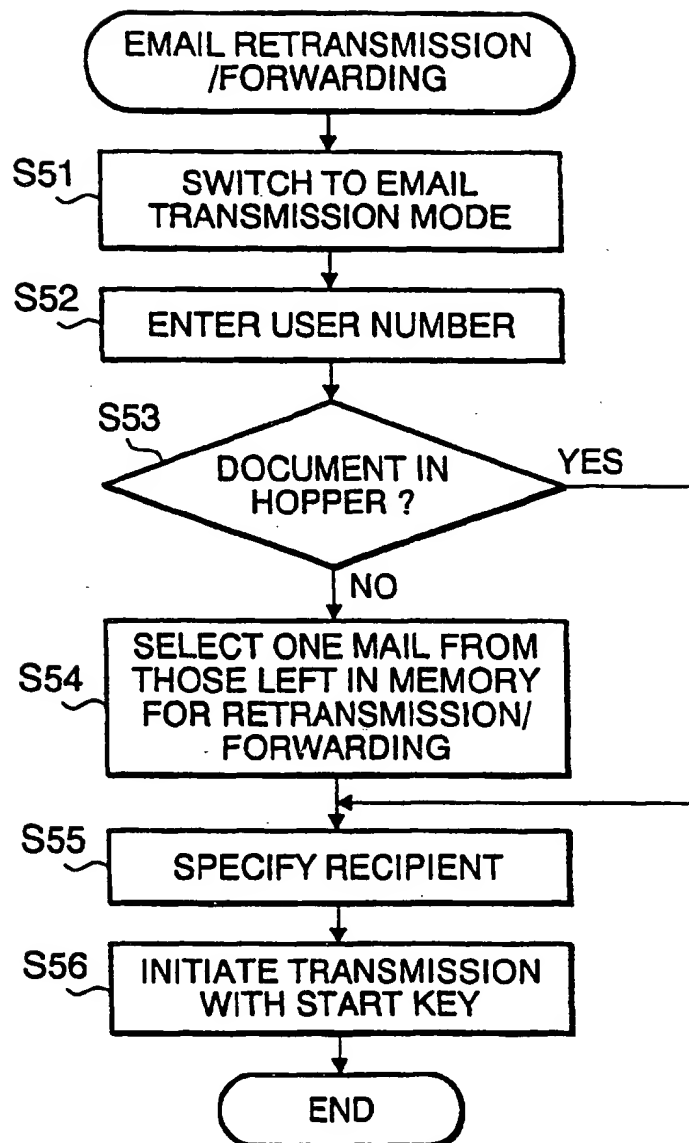 EMAIL RETRANSMISSION
/FORWARDING
S51
SWITCH TO EMAIL
TRANSMISSION MODE
S52
ENTER USER NUMBER
S53
DOCUMENT IN
HOPPER ?
YES
NO
S54
SELECT ONE MAIL FROM
THOSE LEFT IN MEMORY
FOR RETRANSMISSION/
FORWARDING
S55
SPECIFY RECIPIENT
S56
INITIATE TRANSMISSION
WITH START KEY
END